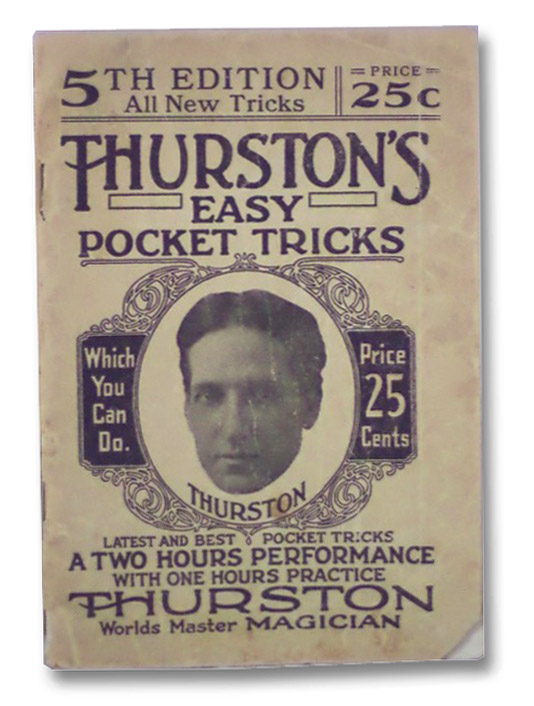 5TH EDITION
All New Tricks
PRICE
25c
THURSTON'S
EASY
POCKET TRICKS
Which
You
Can
Do.
Price
25
Cents
THURSTON
LATEST AND BEST POCKET TRICKS
A TWO HOURS PERFORMANCE
WITH ONE HOURS PRACTICE
THURSTON
Worlds Master MAGICIAN